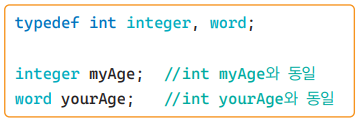 typedef int integer, word;
integer myAge; //int myAge와 동일
word yourAge; //int yourAge와 동일